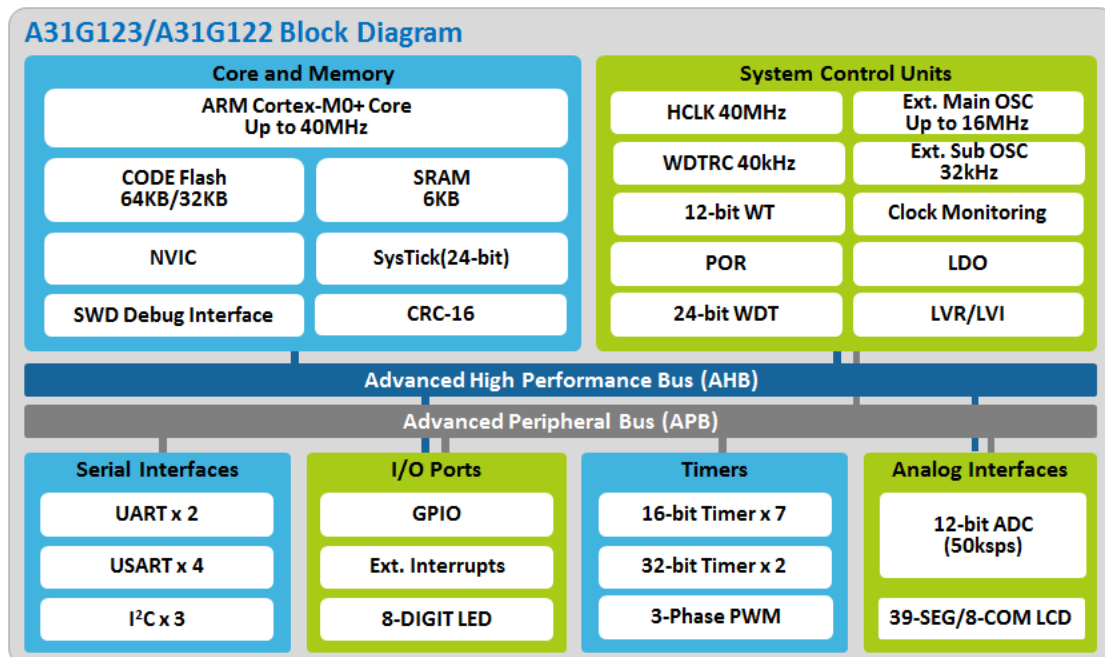 A31G123/A31G122 Block Diagram
Core and Memory
ARM Cortex-M0+ Core
Up to 40MHz
CODE Flash
64KB/32KB
SRAM
6KB
NVIC
SysTick(24-bit)
SWD Debug Interface
CRC-16
System Control Units
HCLK 40MHz
Ext. Main OSC
Up to 16MHz
WDTRC 40kHz
Ext. Sub OSC
32kHz
12-bit WT
Clock Monitoring
POR
LDO
24-bit WDT
LVR/LVI
Advanced High Performance Bus (AHB)
Advanced Peripheral Bus (APB)
Serial Interfaces
UART x 2
USART x 4
I²C x 3
I/O Ports
GPIO
Ext. Interrupts
8-DIGIT LED
Timers
16-bit Timer x 7
32-bit Timer x 2
3-Phase PWM
Analog Interfaces
12-bit ADC
(50ksps)
39-SEG/8-COM LCD